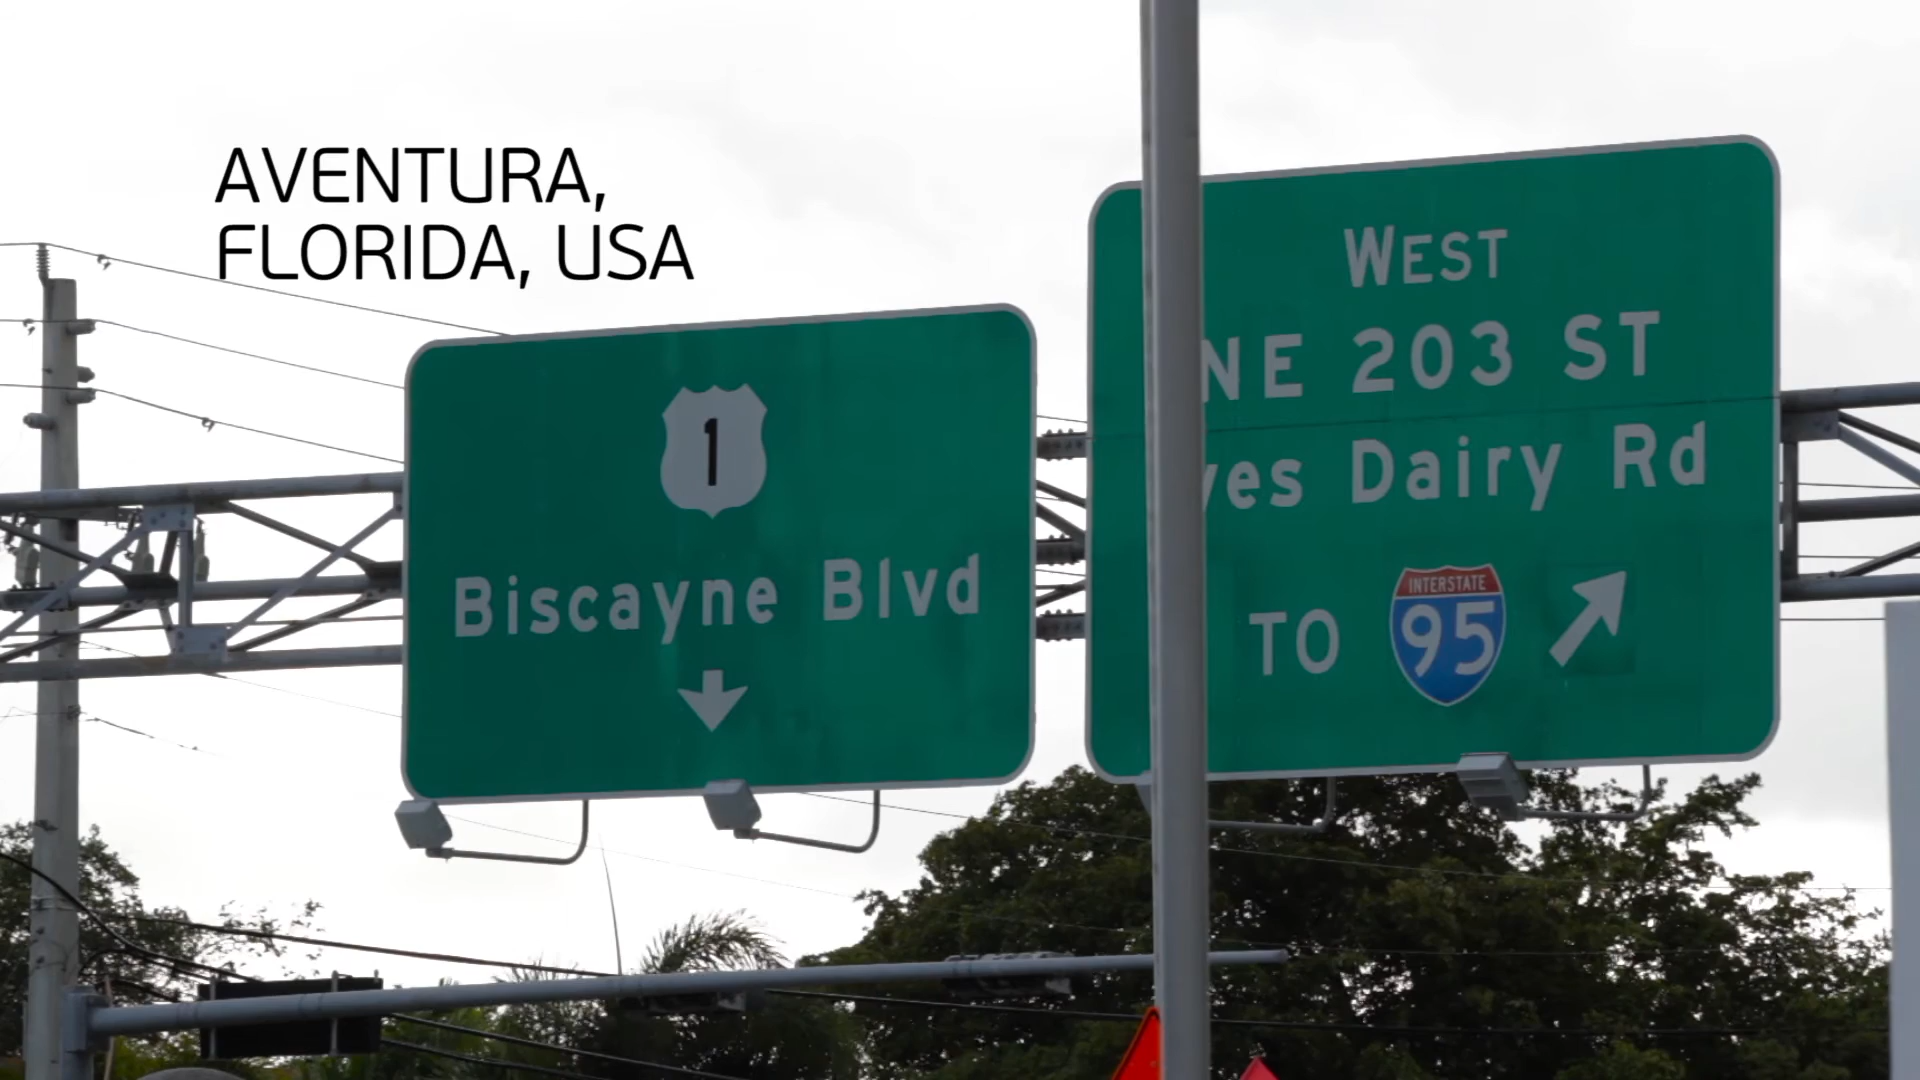 AVENTURA,
FLORIDA, USA
1
Biscayne Blvd
WEST
NE 203 ST
Dairy Rd
TO INTERSTATE 95